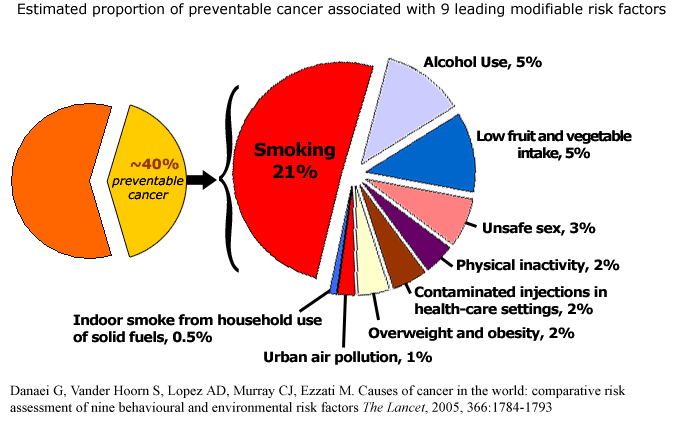 Estimated proportion of preventable cancer associated with 9 leading modifiable risk factors
Alcohol Use, 5%
Low fruit and vegetable
intake, 5%
Smoking
21%
~40%
preventable
cancer
Unsafe sex, 3%
Physical inactivity, 2%
Contaminated injections in
health-care settings, 2%
Overweight and obesity, 2%
Indoor smoke from household use
of solid fuels, 0.5%
Urban air pollution, 1%
Danaei G, Vander Hoorn S, Lopez AD, Murray CJ, Ezzati M. Causes of cancer in the world: comparative risk
assessment of nine behavioural and environmental risk factors The Lancet, 2005, 366:1784-1793